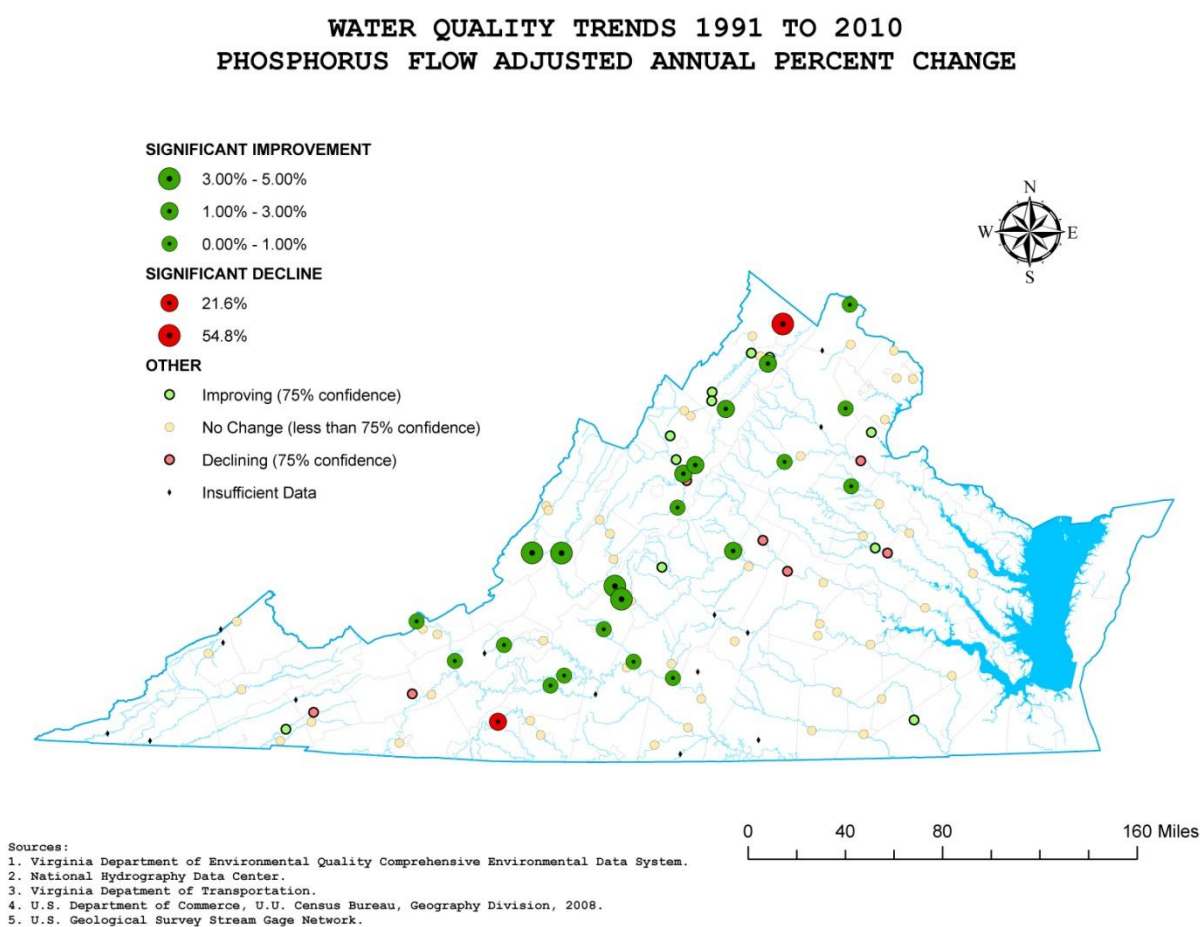 WATER QUALITY TRENDS 1991 TO 2010
PHOSPHORUS FLOW ADJUSTED ANNUAL PERCENT CHANGE
SIGNIFICANT IMPROVEMENT
3.00% - 5.00%
1.00% - 3.00%
0.00% - 1.00%
SIGNIFICANT DECLINE
21.6%
54.8%
OTHER
Improving (75% confidence)
No Change (less than 75% confidence)
Declining (75% confidence)
Insufficient Data
N
W E
S
0 40 80 160 Miles
Sources:
1. Virginia Department of Environmental Quality Comprehensive Environmental Data System.
2. National Hydrography Data Center.
3. Virginia Depatment of Transportation.
4. U.S. Department of Commerce, U.U. Census Bureau, Geography Division, 2008.
5. U.S. Geological Survey Stream Gage Network.